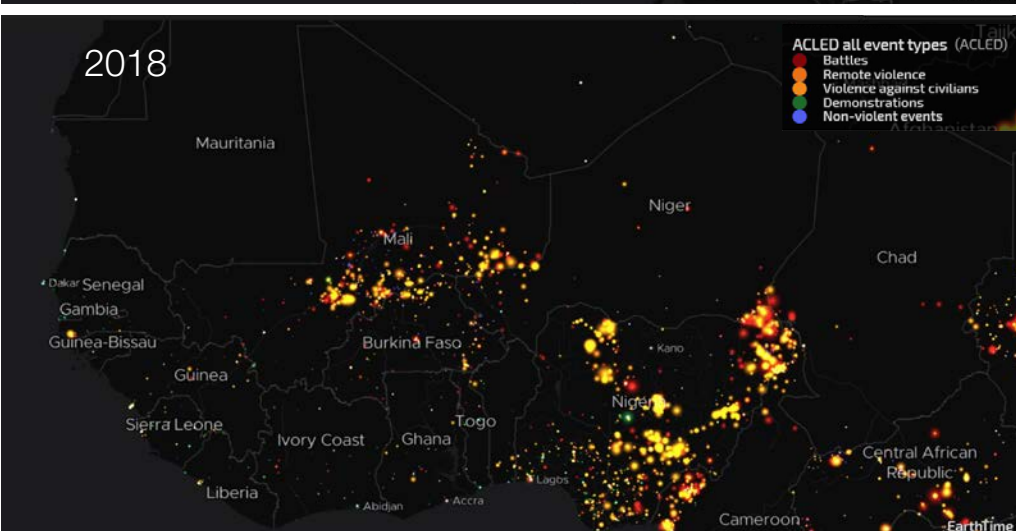 2018
ACLED all event types (ACLED)
Battles
Remote violence
Violence against civilians
Demonstrations
Non-violent events
Afghanistan
Mauritania
Niger
Mali
Chad
Dakar Senegal
Gambia
Guinea-Bissau
Burkina Faso
Kano
Guinea
Nigeria
Sierra Leone
Togo
Ivory Coast
Ghana
Central African
Republic
Lagos
Liberia
Accra
Abidjan
Cameroon
EarthTime